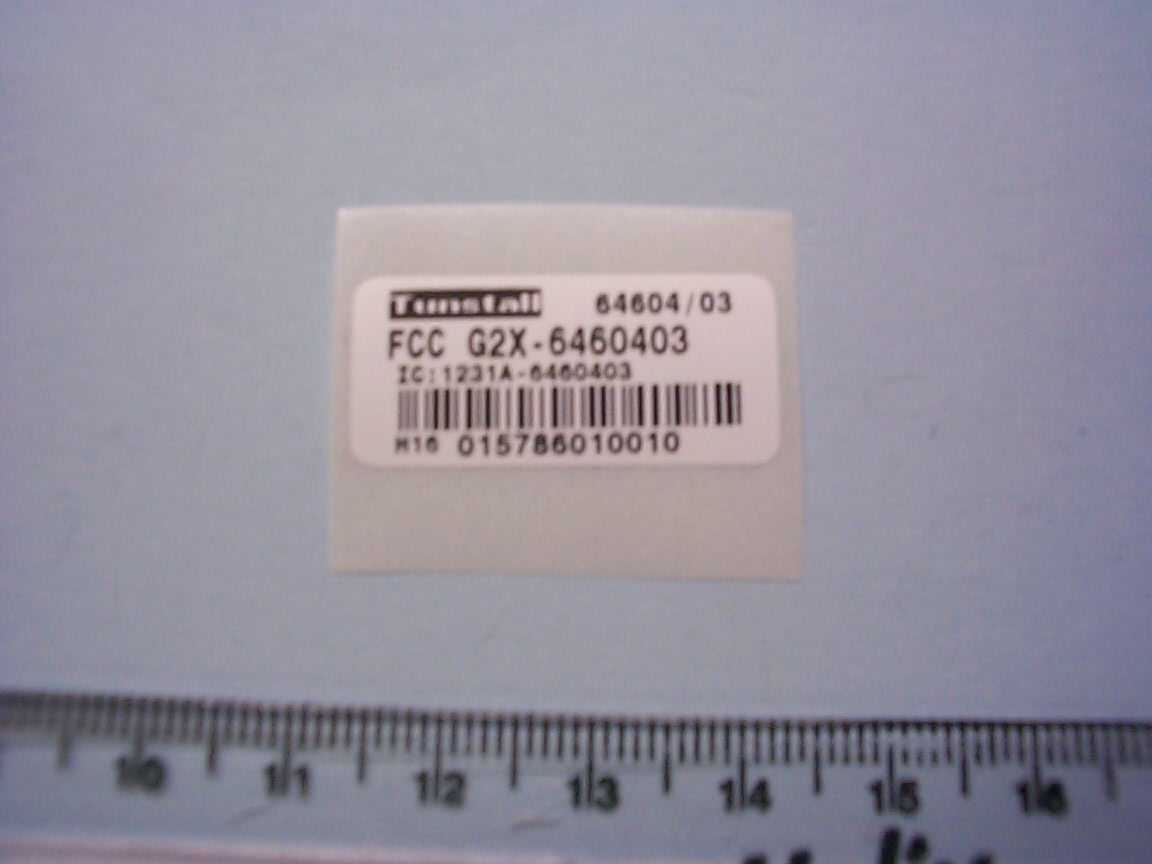 Tunstall 64604/03
FCC G2X-6460403
IC:1231A-6460403
M16 015786010010
10 11 12 13 14 15 16